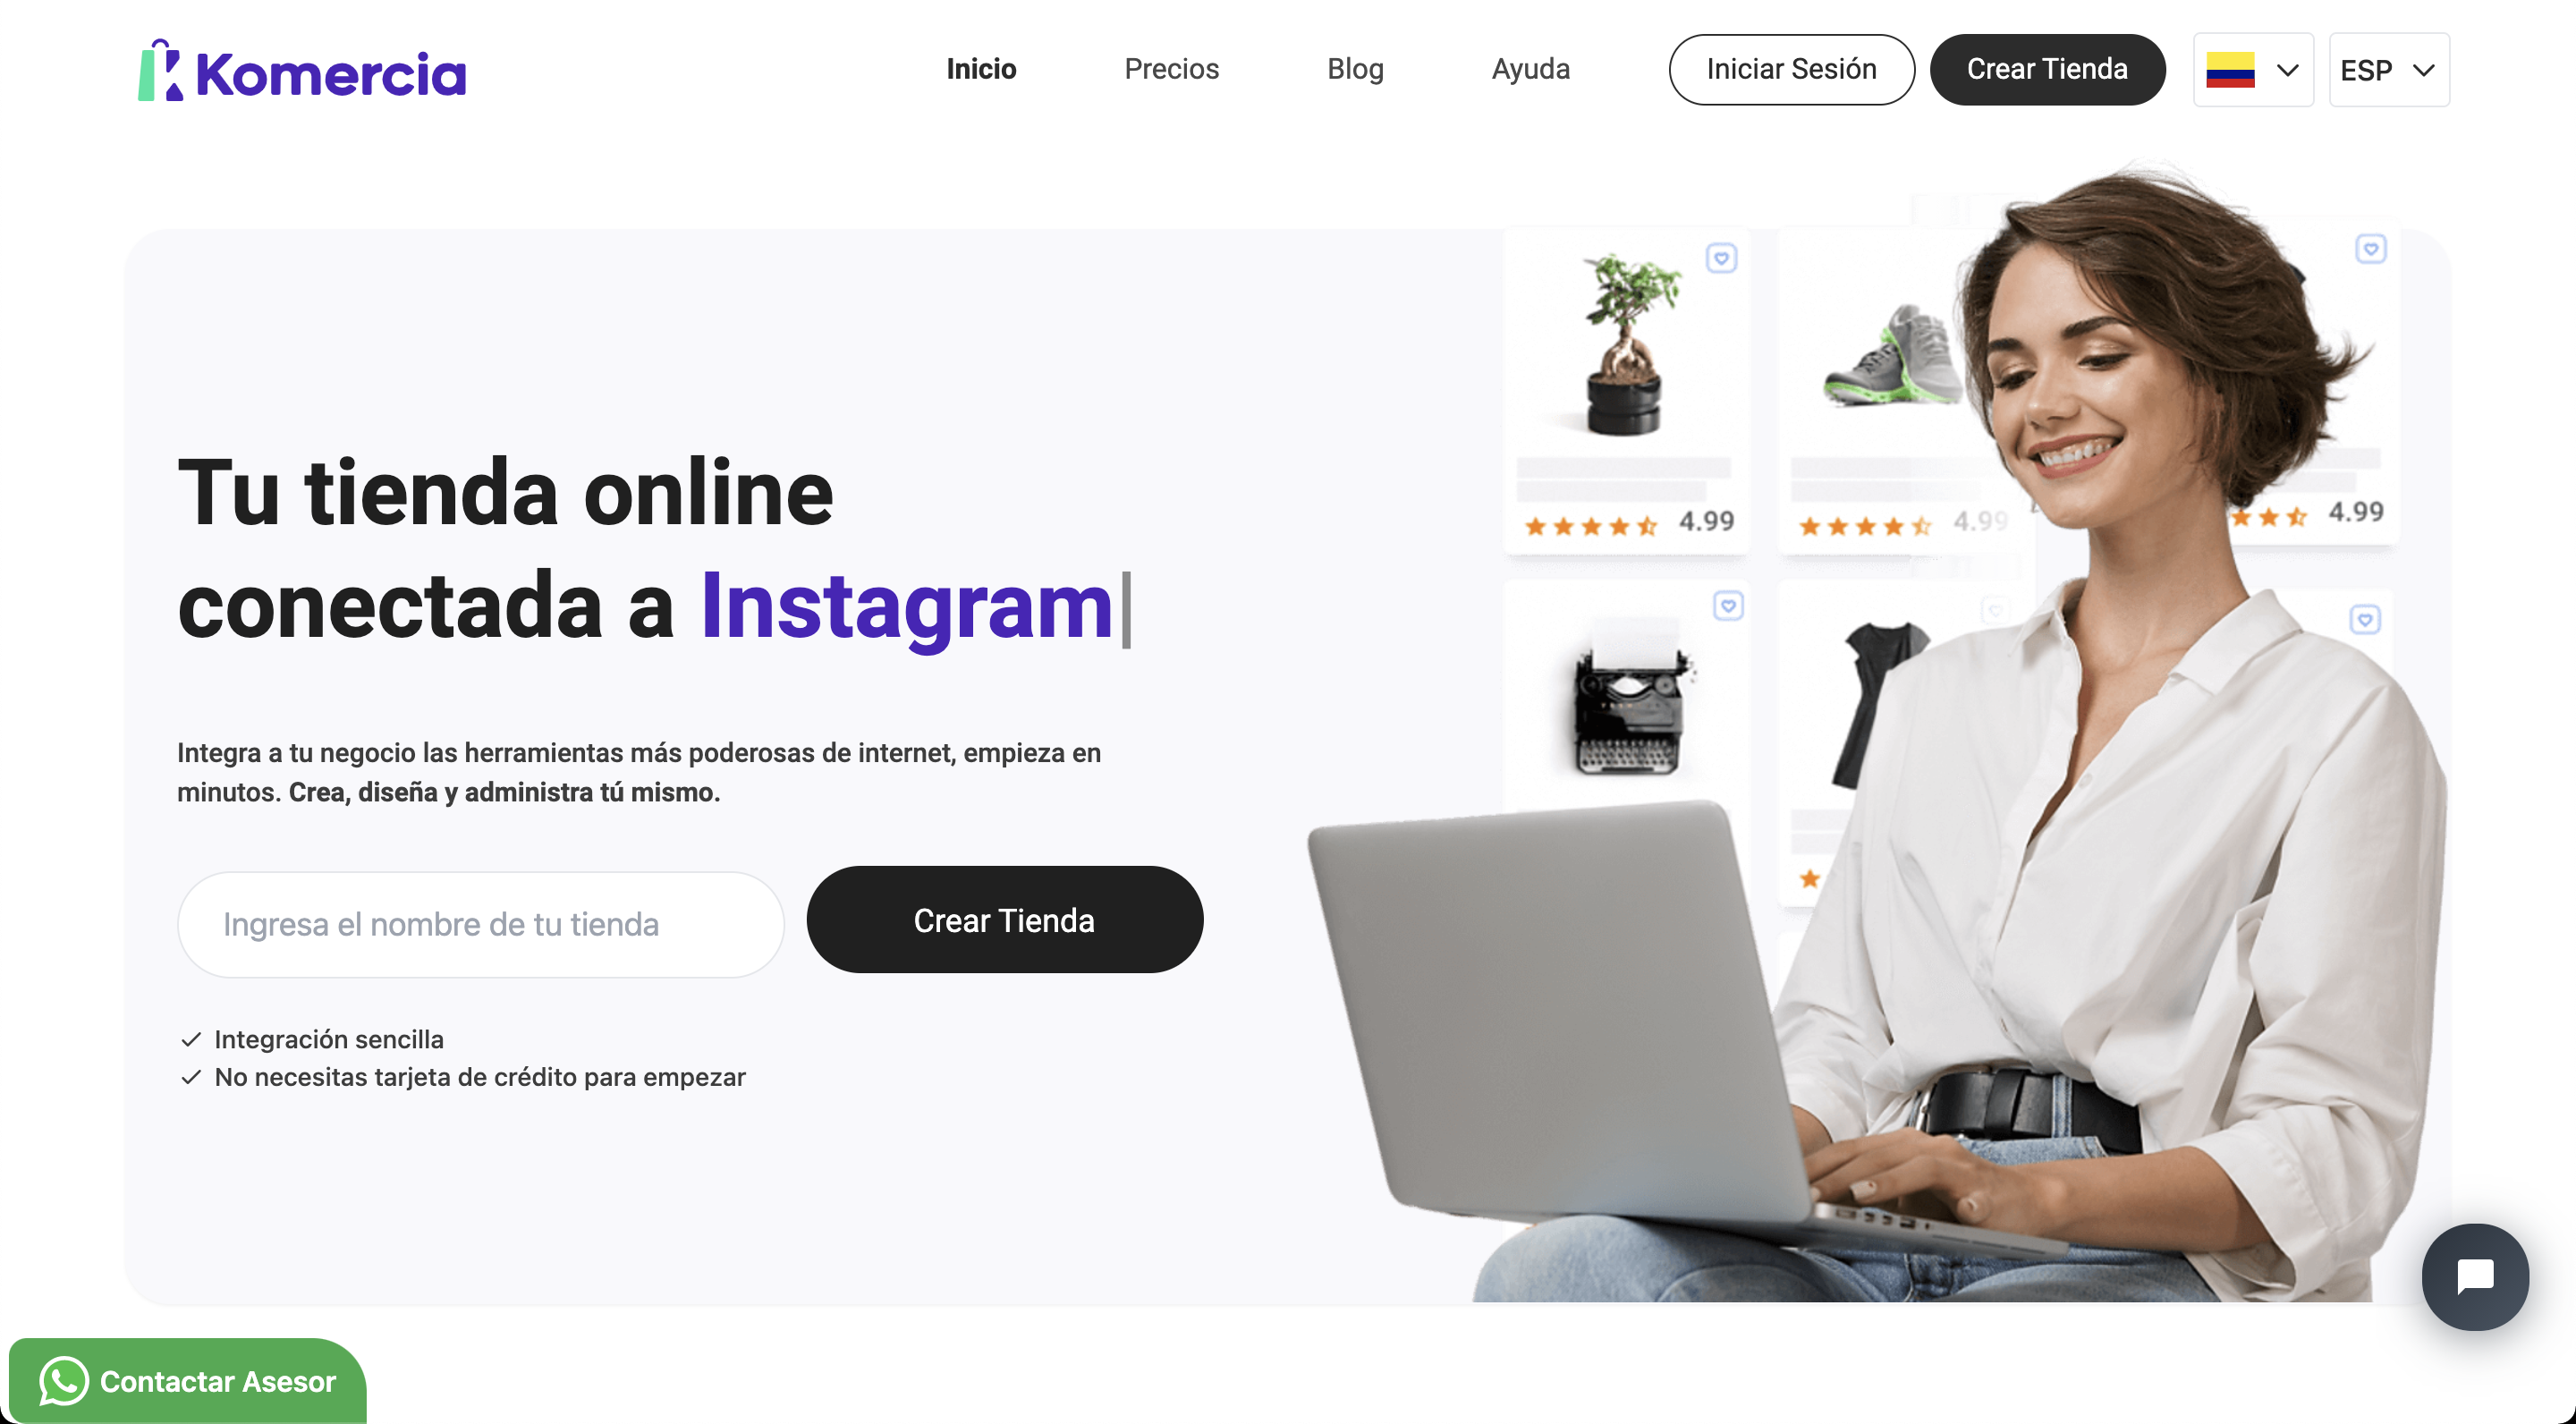 Komercia
Inicio
Precios
Blog
Ayuda
Iniciar Sesión
Crear Tienda
ESP
Tu tienda online
conectada a Instagram
Integra a tu negocio las herramientas más poderosas de internet, empieza en
minutos. Crea, diseña y administra tú mismo.
Ingresa el nombre de tu tienda
Crear Tienda
✓ Integración sencilla
✓ No necesitas tarjeta de crédito para empezar
4.99
4.99
4.99
Contactar Asesor